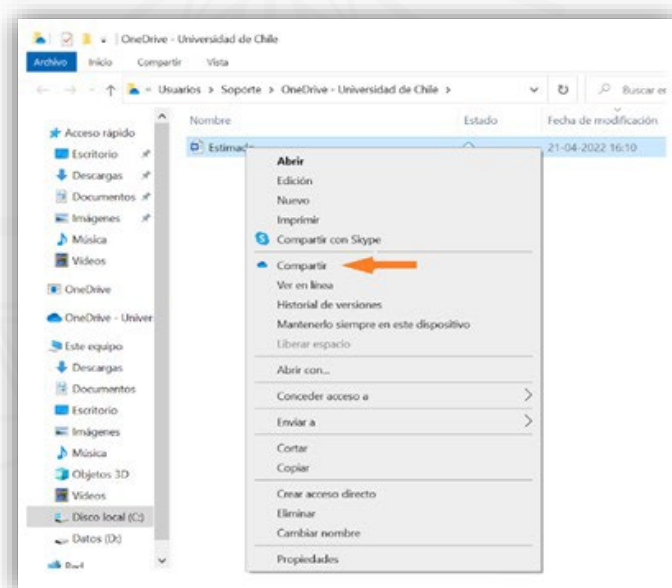 OneDrive - Universidad de Chile
Archivo Inicio Compartir Vista
« Usuarios > Soporte > OneDrive - Universidad de Chile > Buscar en
Nombre Estado Fecha de modificación
Estimado 21-04-2022 16:10
Acceso rápido
Escritorio
Descargas
Documentos
Imágenes
Música
Videos
OneDrive
OneDrive - Univer
Este equipo
Descargas
Documentos
Escritorio
Imágenes
Música
Objetos 3D
Videos
Disco local (C:)
Datos (D:)
Abrir
Edición
Nuevo
Imprimir
Compartir con Skype
Compartir
Ver en línea
Historial de versiones
Mantenerlo siempre en este dispositivo
Liberar espacio
Abrir con...
Conceder acceso a >
Enviar a >
Cortar
Copiar
Crear acceso directo
Eliminar
Cambiar nombre
Propiedades